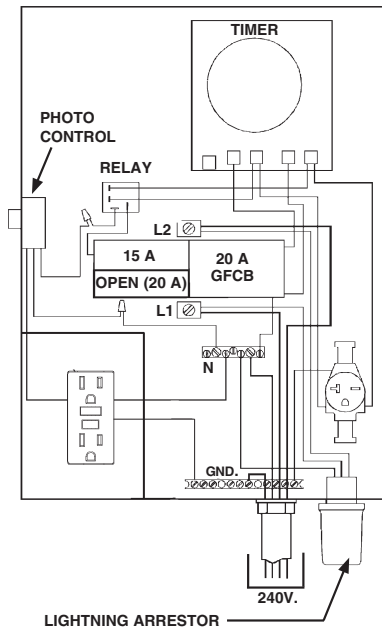 TIMER
PHOTO
CONTROL
RELAY
L2
15 A
20 A
GFCB
OPEN (20 A)
L1
N
GND.
240V.
LIGHTNING ARRESTOR